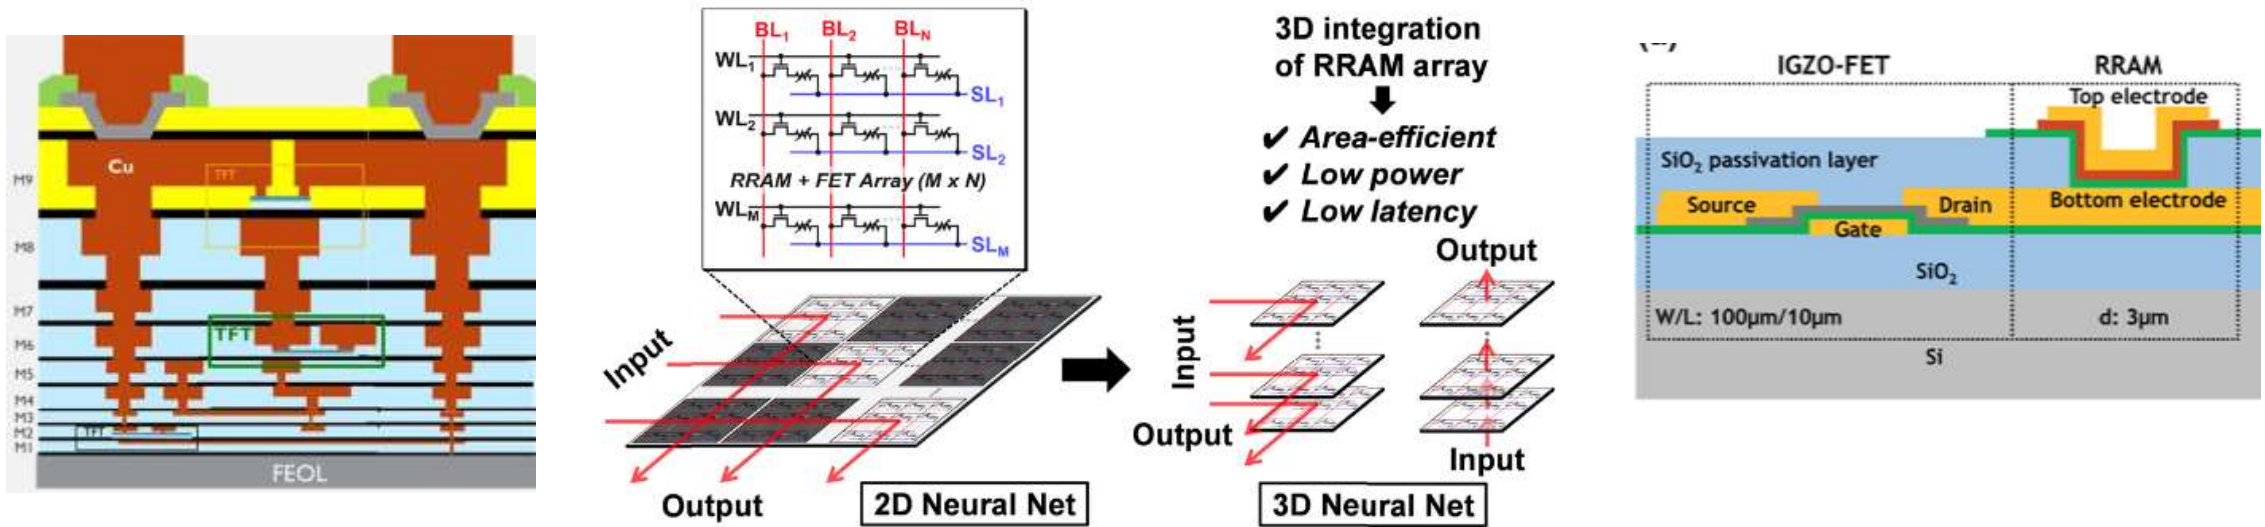 Cu
TFT
TFT
TFT
M9
M8
M7
M6
M5
M4
M3
M2
M1
FEOL
BL1 BL2 BLN
WL1
SL1
WL2
SL2
RRAM + FET Array (M x N)
WLM
SLM
Input
Output
2D Neural Net
3D integration
of RRAM array
✔ Area-efficient
✔ Low power
✔ Low latency
Input
Output
Output
Input
3D Neural Net
IGZO-FET RRAM
Top electrode
SiO2 passivation layer
Source Drain Bottom electrode
Gate
SiO2
W/L: 100μm/10μm d: 3μm
Si